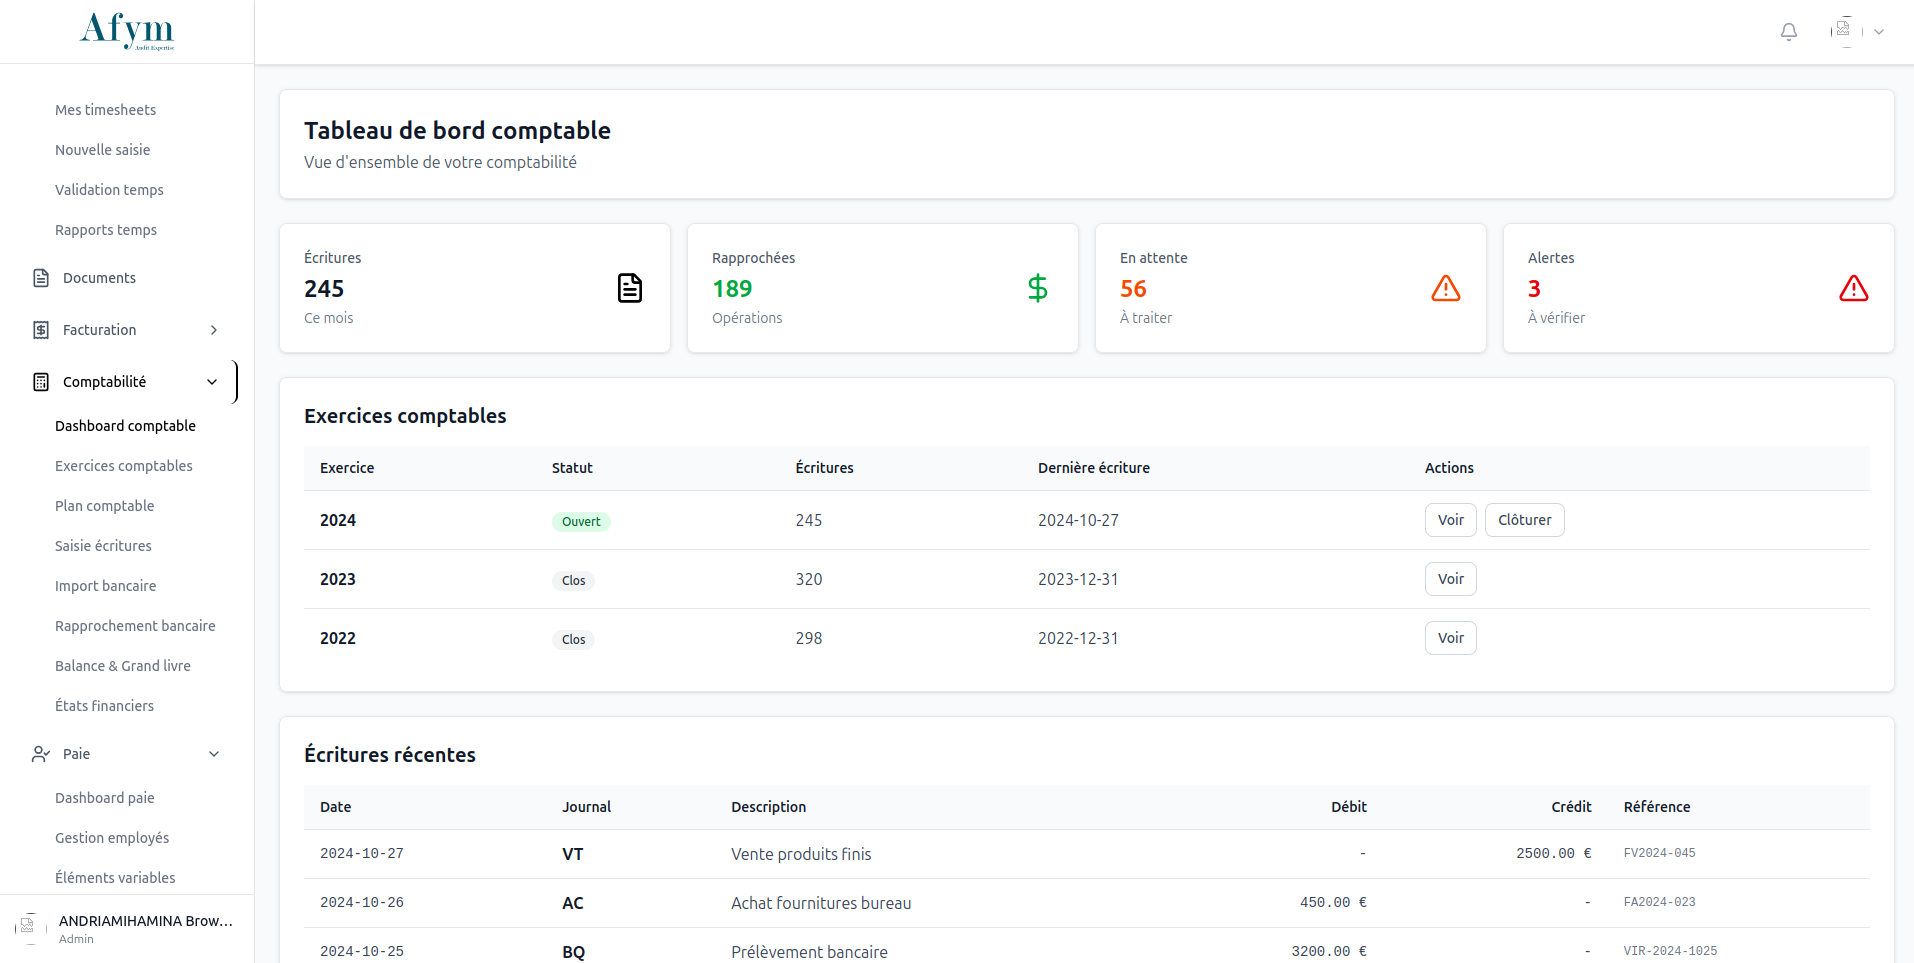 Afym
Audit Expertise
Mes timesheets
Nouvelle saisie
Validation temps
Rapports temps
Documents
Facturation
Comptabilité
Dashboard comptable
Exercices comptables
Plan comptable
Saisie écritures
Import bancaire
Rapprochement bancaire
Balance & Grand livre
États financiers
Paie
Dashboard paie
Gestion employés
Éléments variables
ANDRIAMIHAMINA Brow...
Admin
Tableau de bord comptable
Vue d'ensemble de votre comptabilité
Écritures
245
Ce mois
Rapprochées
189
Opérations
En attente
56
À traiter
Alertes
3
À vérifier
Exercices comptables
Exercice Statut Écritures Dernière écriture Actions
2024 Ouvert 245 2024-10-27 Voir Clôturer
2023 Clos 320 2023-12-31 Voir
2022 Clos 298 2022-12-31 Voir
Écritures récentes
Date Journal Description Débit Crédit Référence
2024-10-27 VT Vente produits finis - 2500.00 € FV2024-045
2024-10-26 AC Achat fournitures bureau 450.00 € - FA2024-023
2024-10-25 BQ Prélèvement bancaire 3200.00 € - VIR-2024-1025